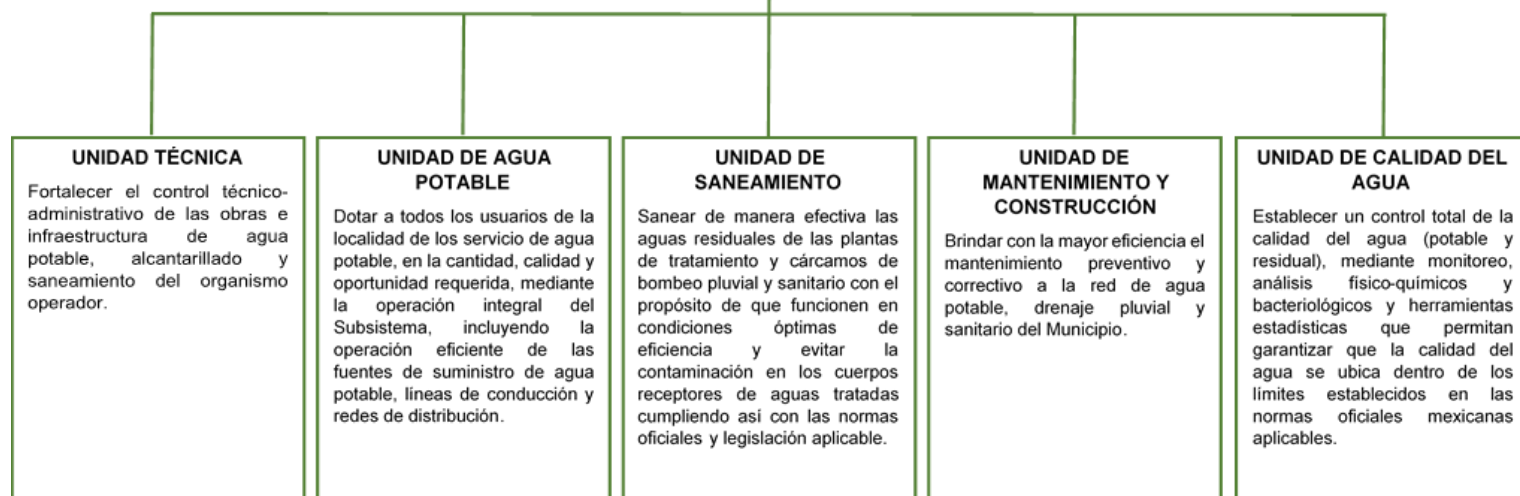 UNIDAD TÉCNICA
Fortalecer el control técnico-
administrativo de las obras e
infraestructura de agua
potable, alcantarillado y
saneamiento del organismo
operador.
UNIDAD DE AGUA
POTABLE
Dotar a todos los usuarios de la
localidad de los servicio de agua
potable, en la cantidad, calidad y
oportunidad requerida, mediante
la operación integral del
Subsistema, incluyendo la
operación eficiente de las
fuentes de suministro de agua
potable, líneas de conducción y
redes de distribución.
UNIDAD DE
SANEAMIENTO
Sanear de manera efectiva las
aguas residuales de las plantas
de tratamiento y cárcamos de
bombeo pluvial y sanitario con el
propósito de que funcionen en
condiciones óptimas de
eficiencia y evitar la
contaminación en los cuerpos
receptores de aguas tratadas
cumpliendo así con las normas
oficiales y legislación aplicable.
UNIDAD DE
MANTENIMIENTO Y
CONSTRUCCIÓN
Brindar con la mayor eficiencia el
mantenimiento preventivo y
correctivo a la red de agua
potable, drenaje pluvial y
sanitario del Municipio.
UNIDAD DE CALIDAD DEL
AGUA
Establecer un control total de la
calidad del agua (potable y
residual), mediante monitoreo,
análisis físico-químicos y
bacteriológicos y herramientas
estadísticas que permitan
garantizar que la calidad del
agua se ubica dentro de los
límites establecidos en las
normas oficiales mexicanas
aplicables.